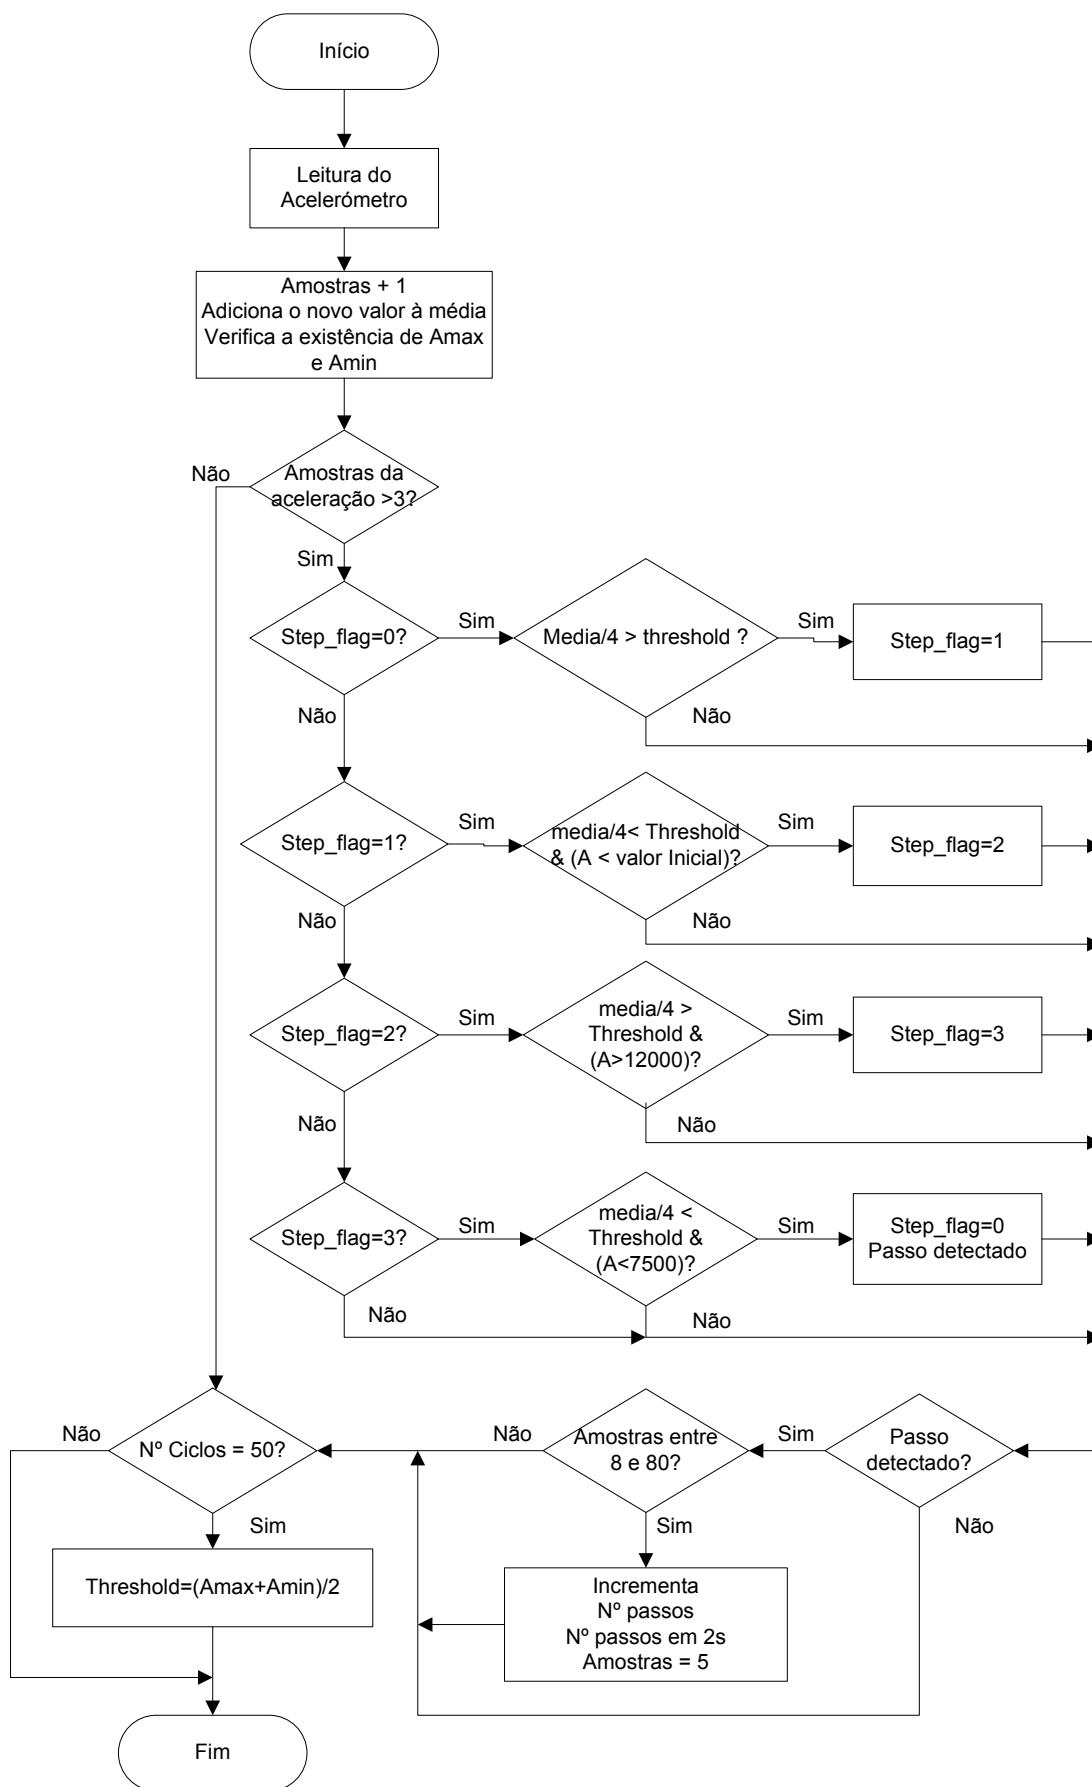 Início
Leitura do
Acelerómetro
Amostras + 1
Adiciona o novo valor à média
Verifica a existência de Amax
e Amin
Não
Amostras da
aceleração >3?
Sim
Step_flag=0?
Sim
Media/4 > threshold ?
Sim
Step_flag=1
Não
Não
Step_flag=1?
Sim
media/4< Threshold
& (A < valor Inicial)?
Sim
Step_flag=2
Não
Não
Step_flag=2?
Sim
media/4 >
Threshold &
(A>12000)?
Sim
Step_flag=3
Não
Não
Step_flag=3?
Sim
media/4 <
Threshold &
(A<7500)?
Sim
Step_flag=0
Passo detectado
Não
Não
Não
Nº Ciclos = 50?
Não
Amostras entre
8 e 80?
Sim
Passo
detectado?
Sim
Sim
Não
Threshold=(Amax+Amin)/2
Incrementa
Nº passos
Nº passos em 2s
Amostras = 5
Fim